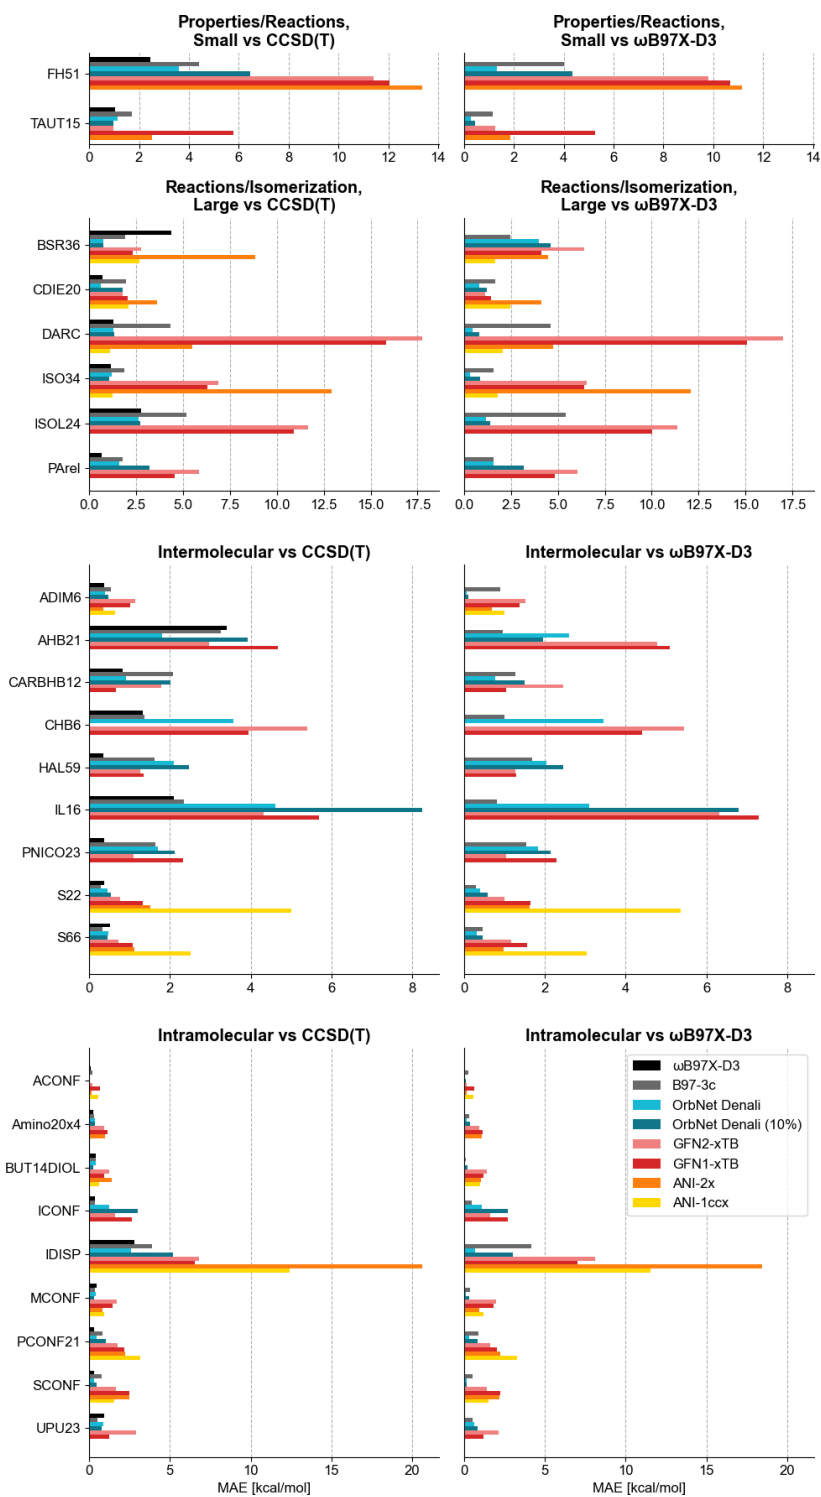 Properties/Reactions,
Small vs CCSD(T)
Properties/Reactions,
Small vs ωB97X-D3
FH51
TAUT15
0 2 4 6 8 10 12 14
0 2 4 6 8 10 12 14
Reactions/Isomerization,
Large vs CCSD(T)
Reactions/Isomerization,
Large vs ωB97X-D3
BSR36
CDIE20
DARC
ISO34
ISOL24
PArel
0.0 2.5 5.0 7.5 10.0 12.5 15.0 17.5
0.0 2.5 5.0 7.5 10.0 12.5 15.0 17.5
Intermolecular vs CCSD(T)
Intermolecular vs ωB97X-D3
ADIM6
AHB21
CARBHB12
CHB6
HAL59
IL16
PNICO23
S22
S66
0 2 4 6 8
0 2 4 6 8
Intramolecular vs CCSD(T)
Intramolecular vs ωB97X-D3
ACONF
Amino20x4
BUT14DIOL
ICONF
IDISP
MCONF
PCONF21
SCONF
UPU23
ωB97X-D3
B97-3c
OrbNet Denali
OrbNet Denali (10%)
GFN2-xTB
GFN1-xTB
ANI-2x
ANI-1ccx
0 5 10 15 20
0 5 10 15 20
MAE [kcal/mol]
MAE [kcal/mol]